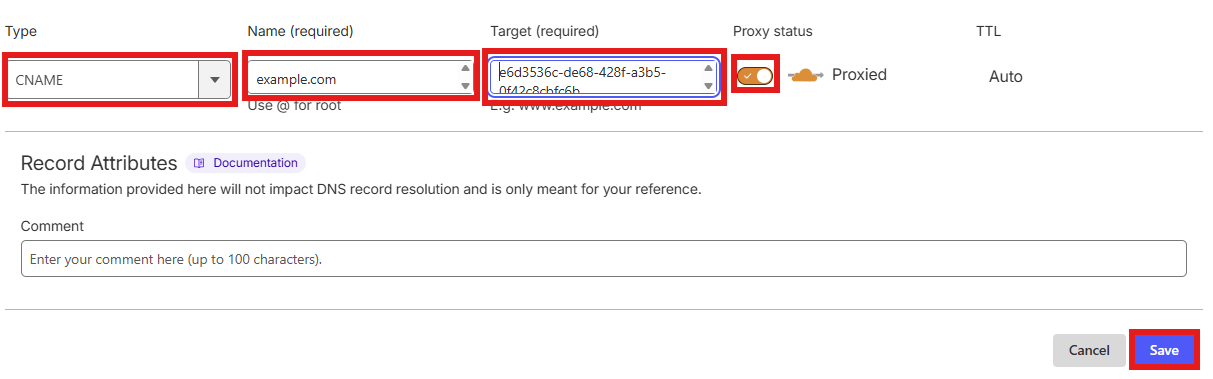 Type Name (required) Target (required) Proxy status TTL
CNAME example.com e6d3536c-de68-428f-a3b5- Proxied Auto
0f42c8cbfc6b
Use @ for root E.g. www.example.com
Record Attributes Documentation
The information provided here will not impact DNS record resolution and is only meant for your reference.
Comment
Enter your comment here (up to 100 characters).
Cancel Save